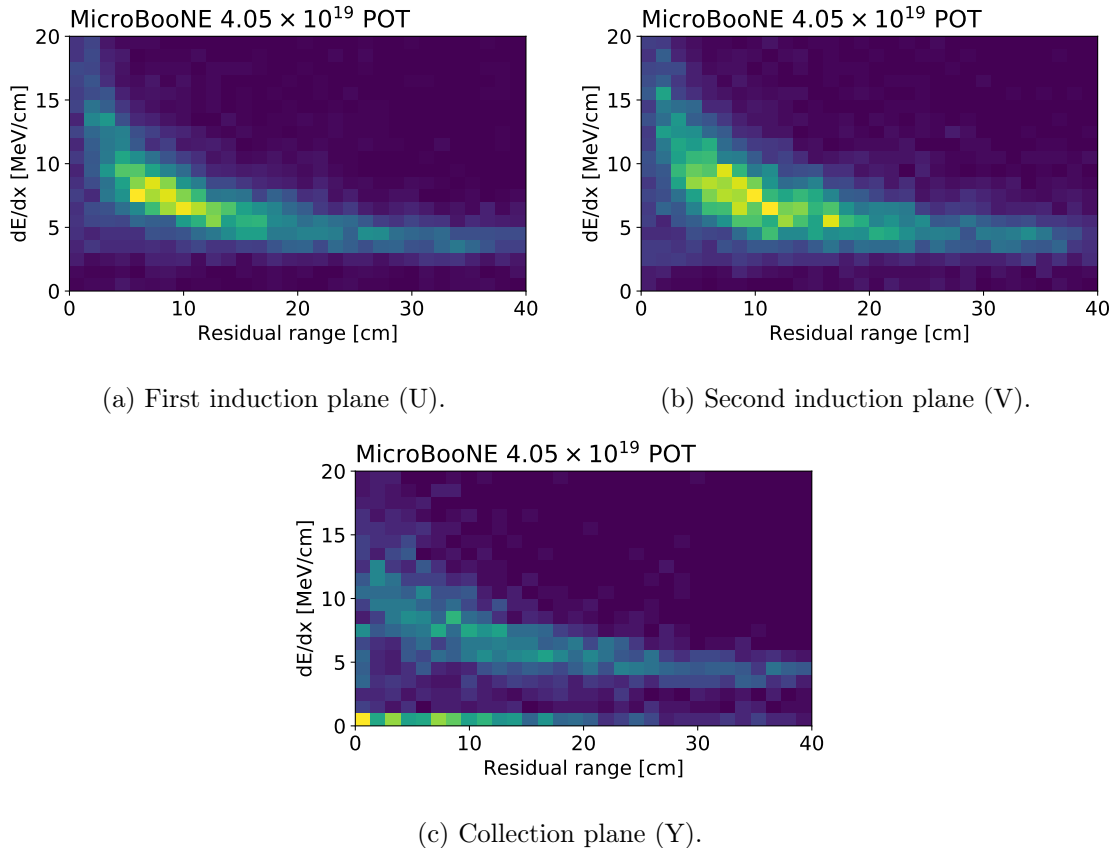 MicroBooNE 4.05 × 10^19 POT
20
15
10
5
0
dE/dx [MeV/cm]
0 10 20 30 40
Residual range [cm]
(a) First induction plane (U).
MicroBooNE 4.05 × 10^19 POT
20
15
10
5
0
dE/dx [MeV/cm]
0 10 20 30 40
Residual range [cm]
(b) Second induction plane (V).
MicroBooNE 4.05 × 10^19 POT
20
15
10
5
0
dE/dx [MeV/cm]
0 10 20 30 40
Residual range [cm]
(c) Collection plane (Y).